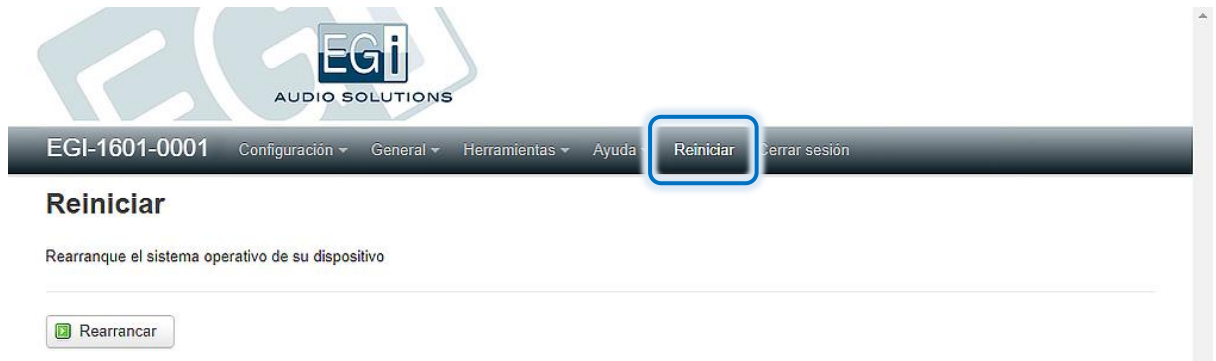 EGi
AUDIO SOLUTIONS
EGI-1601-0001 Configuración General Herramientas Ayuda Reiniciar Cerrar sesión
Reiniciar
Rearranque el sistema operativo de su dispositivo
Rearrancar